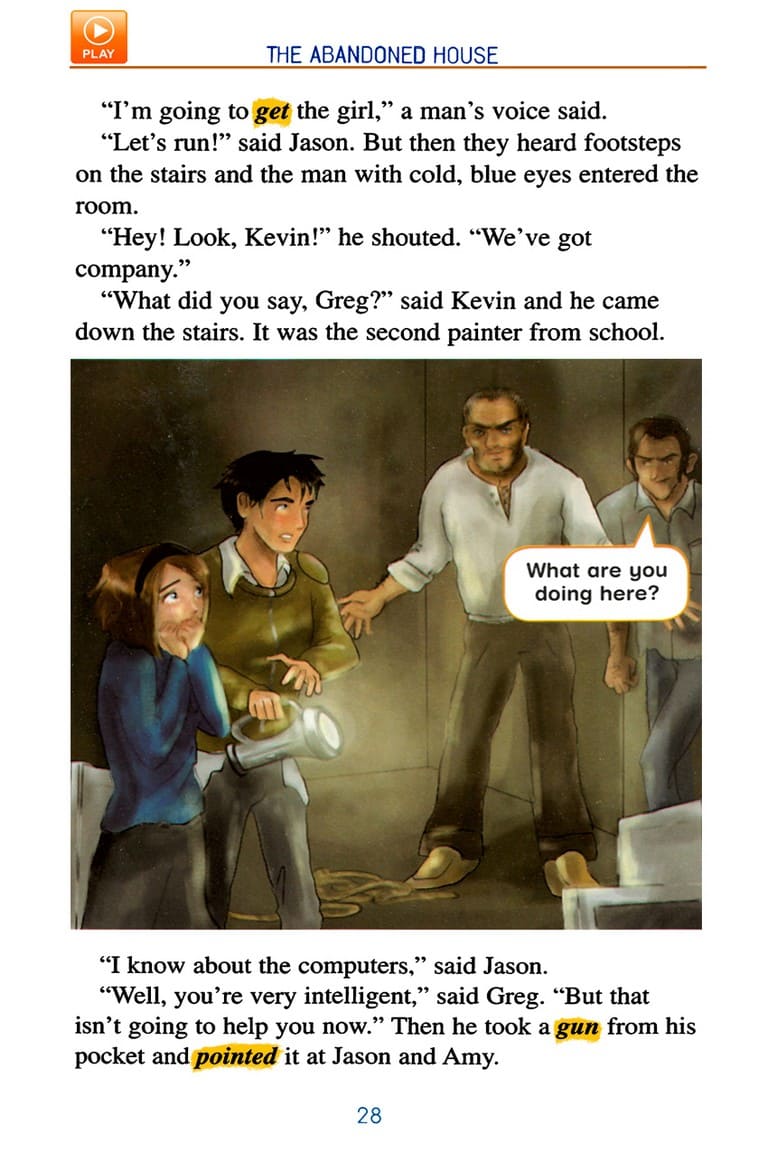 PLAY
THE ABANDONED HOUSE
“I’m going to get the girl,” a man’s voice said.
“Let’s run!” said Jason. But then they heard footsteps
on the stairs and the man with cold, blue eyes entered the
room.
“Hey! Look, Kevin!” he shouted. “We’ve got
company.”
“What did you say, Greg?” said Kevin and he came
down the stairs. It was the second painter from school.
What are you
doing here?
“I know about the computers,” said Jason.
“Well, you’re very intelligent,” said Greg. “But that
isn’t going to help you now.” Then he took a gun from his
pocket and pointed it at Jason and Amy.
28